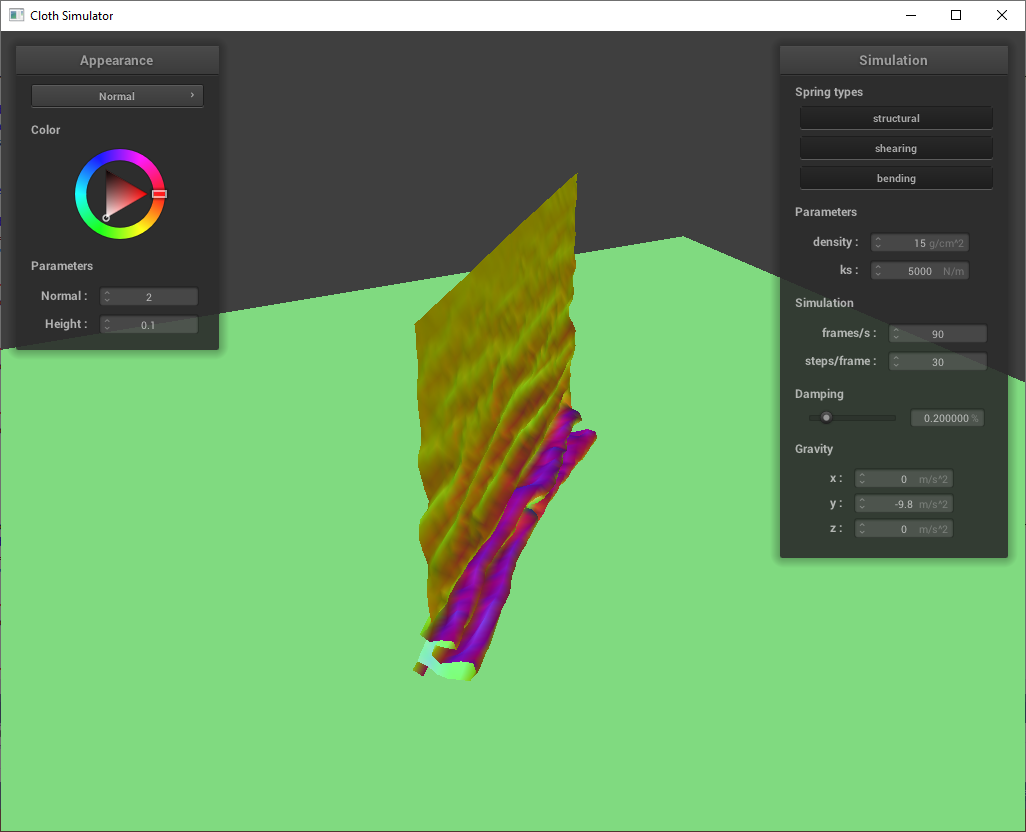 Cloth Simulator
Appearance
Normal
Color
Parameters
Normal : 2
Height : 0.1
Simulation
Spring types
structural
shearing
bending
Parameters
density : 15 g/cm^2
ks : 5000 N/m
Simulation
frames/s : 90
steps/frame : 30
Damping
0.200000 %
Gravity
x : 0 m/s^2
y : -9.8 m/s^2
z : 0 m/s^2